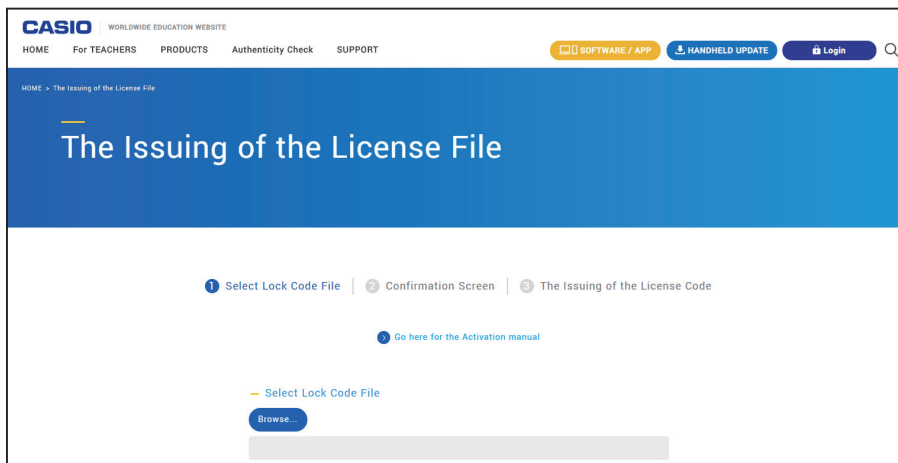 CASIO WORLDWIDE EDUCATION WEBSITE
HOME For TEACHERS PRODUCTS Authenticity Check SUPPORT SOFTWARE / APP HANDHELD UPDATE Login
HOME > The Issuing of the License File
The Issuing of the License File
1 Select Lock Code File 2 Confirmation Screen 3 The Issuing of the License Code
Go here for the Activation manual
Select Lock Code File
Browse...